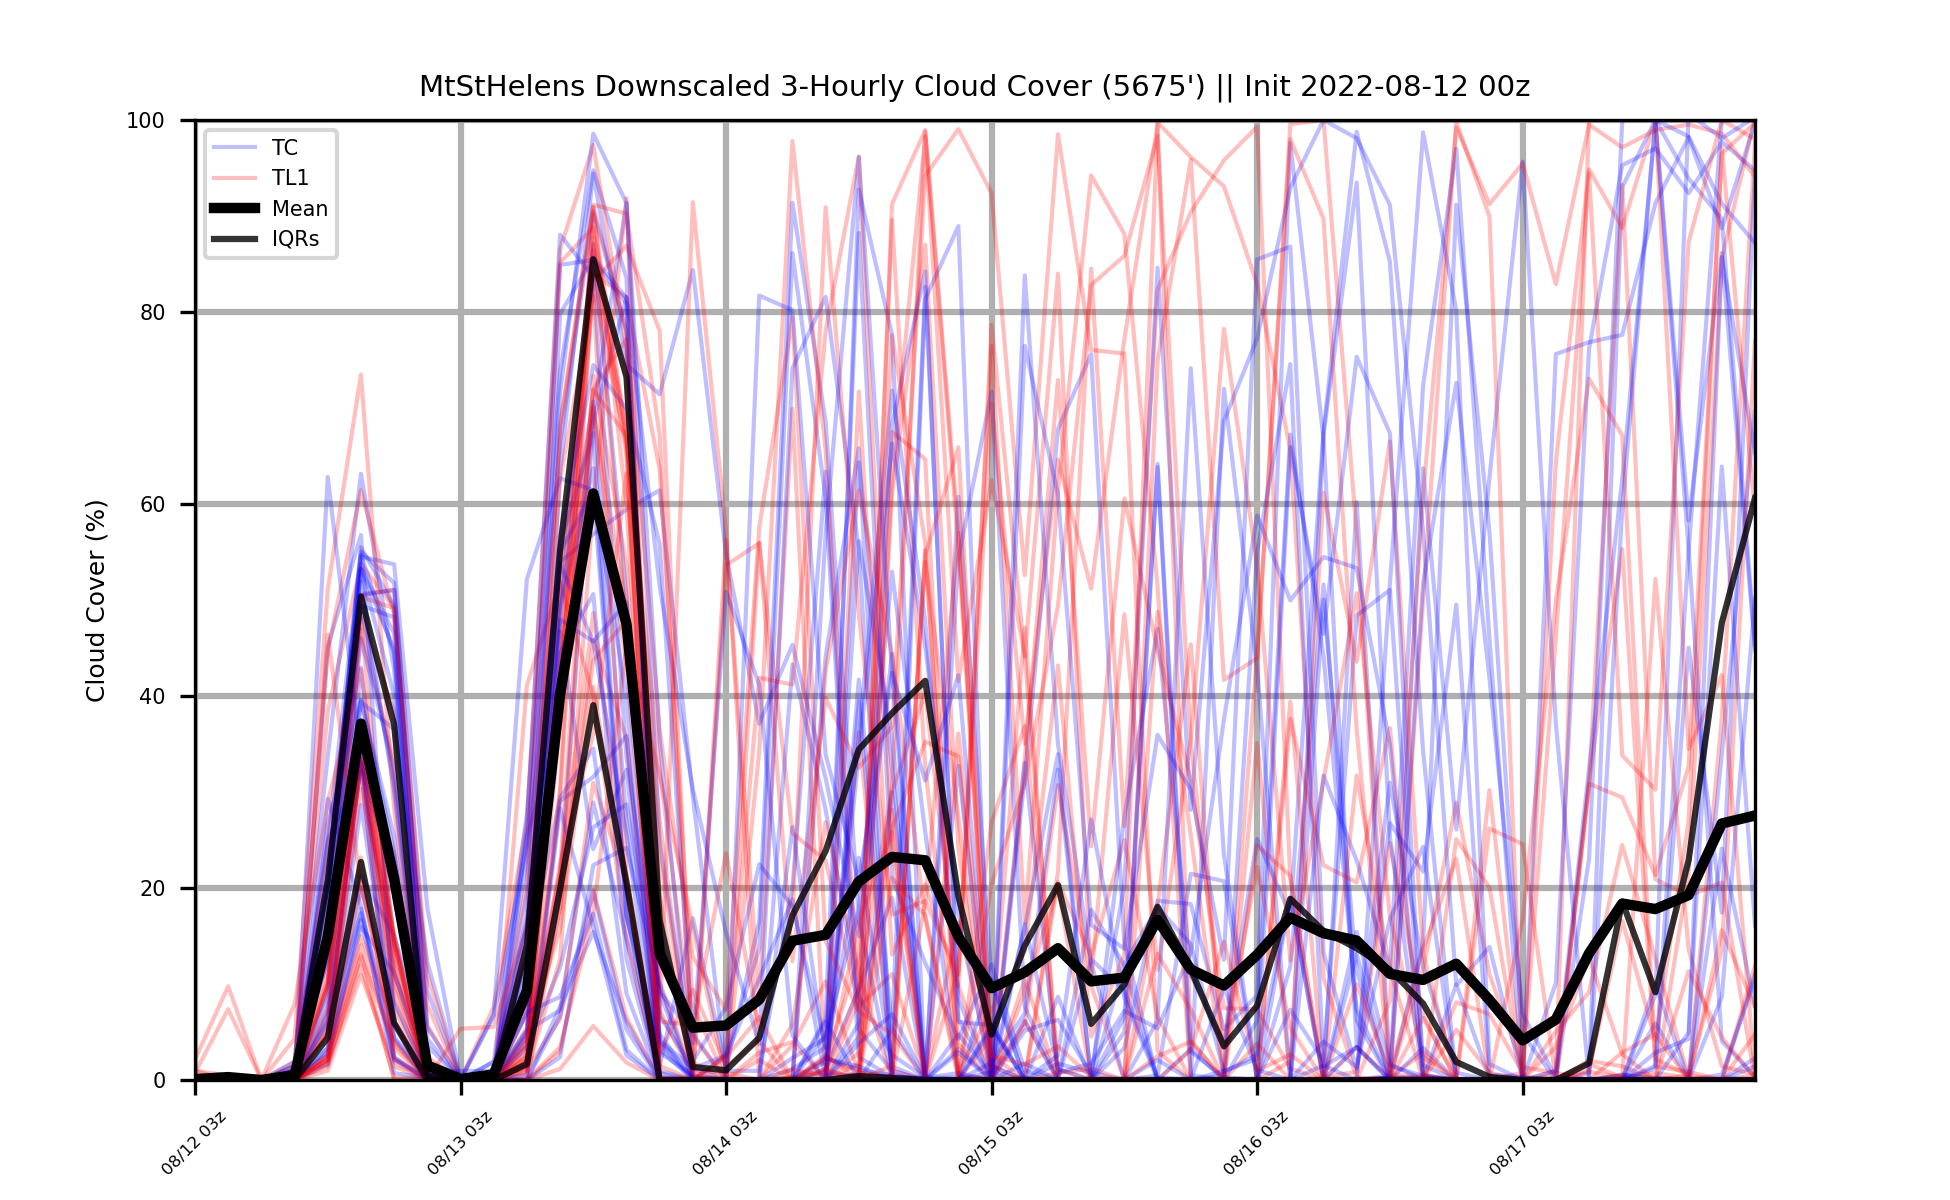 MtStHelens Downscaled 3-Hourly Cloud Cover (5675') || Init 2022-08-12 00z
100
80
60
40
20
0
Cloud Cover (%)
TC
TL1
Mean
IQRs
08/12 03z
08/13 03z
08/14 03z
08/15 03z
08/16 03z
08/17 03z